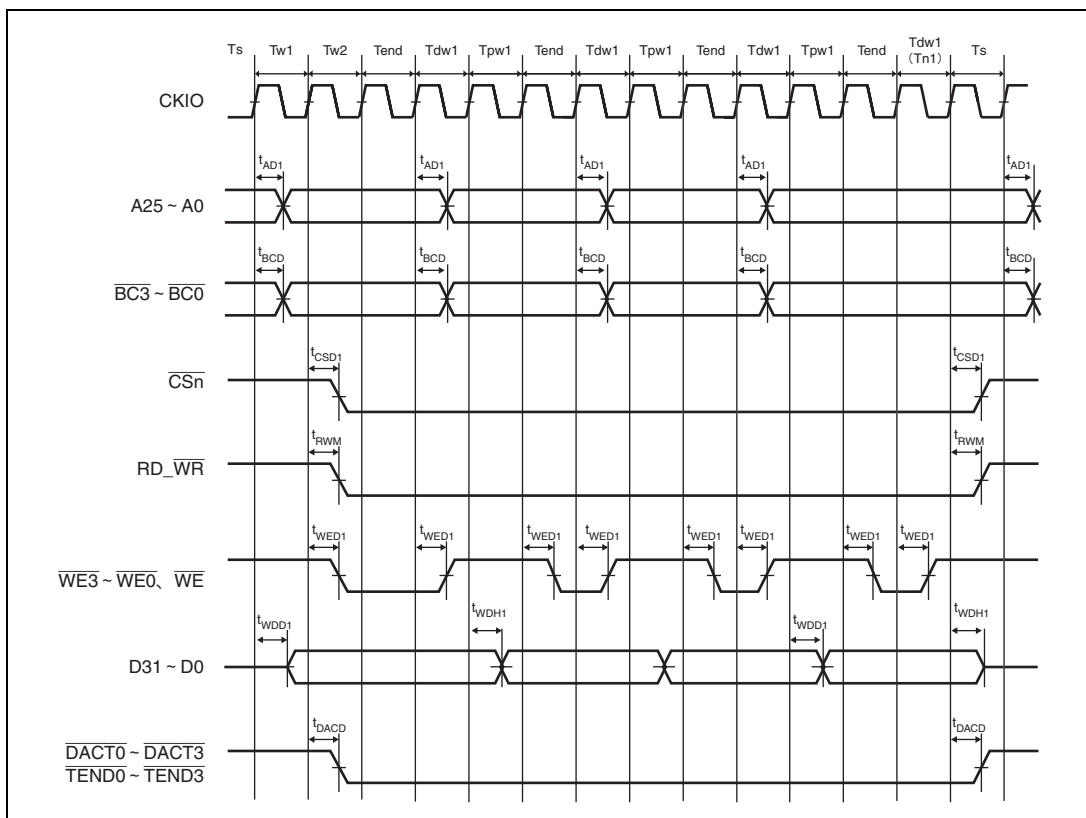 Ts Tw1 Tw2 Tend Tdw1 Tpw1 Tend Tdw1 Tpw1 Tend Tdw1 Tpw1 Tend Tdw1 (Tn1) Ts
CKIO
tAD1 tAD1 tAD1 tAD1 tAD1
A25 ~ A0
tBCD tBCD tBCD tBCD tBCD
BC3 ~ BC0
tCSD1 tCSD1
CSn
tRWM tRWM
RD_WR
tWED1 tWED1 tWED1 tWED1 tWED1 tWED1 tWED1 tWED1
WE3 ~ WE0、WE
tWDD1 tWDH1 tWDD1 tWDH1
D31 ~ D0
tDACD tDACD
DACT0 ~ DACT3
TEND0 ~ TEND3